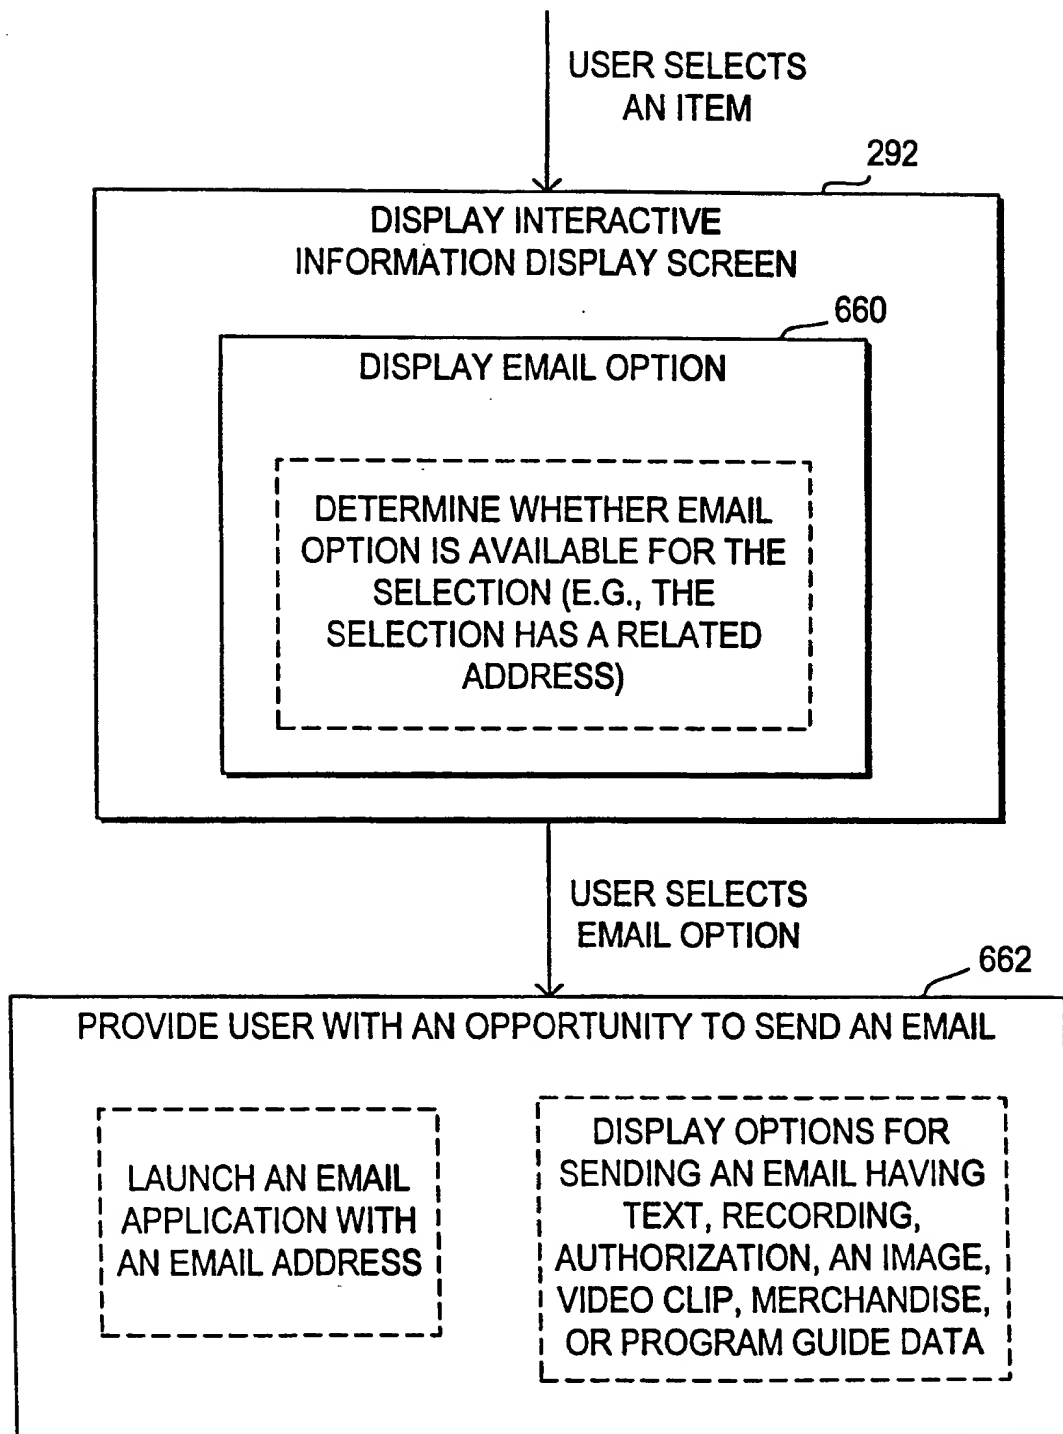 USER SELECTS
AN ITEM
292
DISPLAY INTERACTIVE
INFORMATION DISPLAY SCREEN
660
DISPLAY EMAIL OPTION
DETERMINE WHETHER EMAIL
OPTION IS AVAILABLE FOR THE
SELECTION (E.G., THE
SELECTION HAS A RELATED
ADDRESS)
USER SELECTS
EMAIL OPTION
662
PROVIDE USER WITH AN OPPORTUNITY TO SEND AN EMAIL
LAUNCH AN EMAIL
APPLICATION WITH
AN EMAIL ADDRESS
DISPLAY OPTIONS FOR
SENDING AN EMAIL HAVING
TEXT, RECORDING,
AUTHORIZATION, AN IMAGE,
VIDEO CLIP, MERCHANDISE,
OR PROGRAM GUIDE DATA